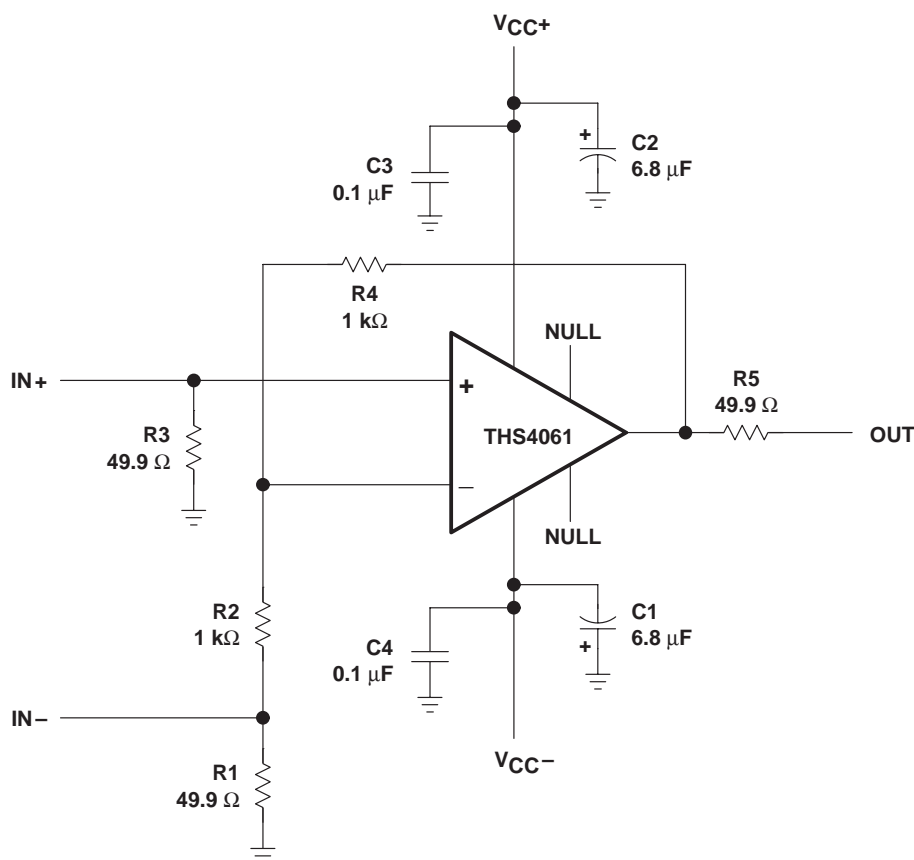 VCC+
C3
0.1 µF
+
C2
6.8 µF
R4
1 kΩ
NULL
IN+
+
R3
49.9 Ω
THS4061
R5
49.9 Ω
OUT
−
NULL
R2
1 kΩ
C4
0.1 µF
+
C1
6.8 µF
IN−
VCC−
R1
49.9 Ω